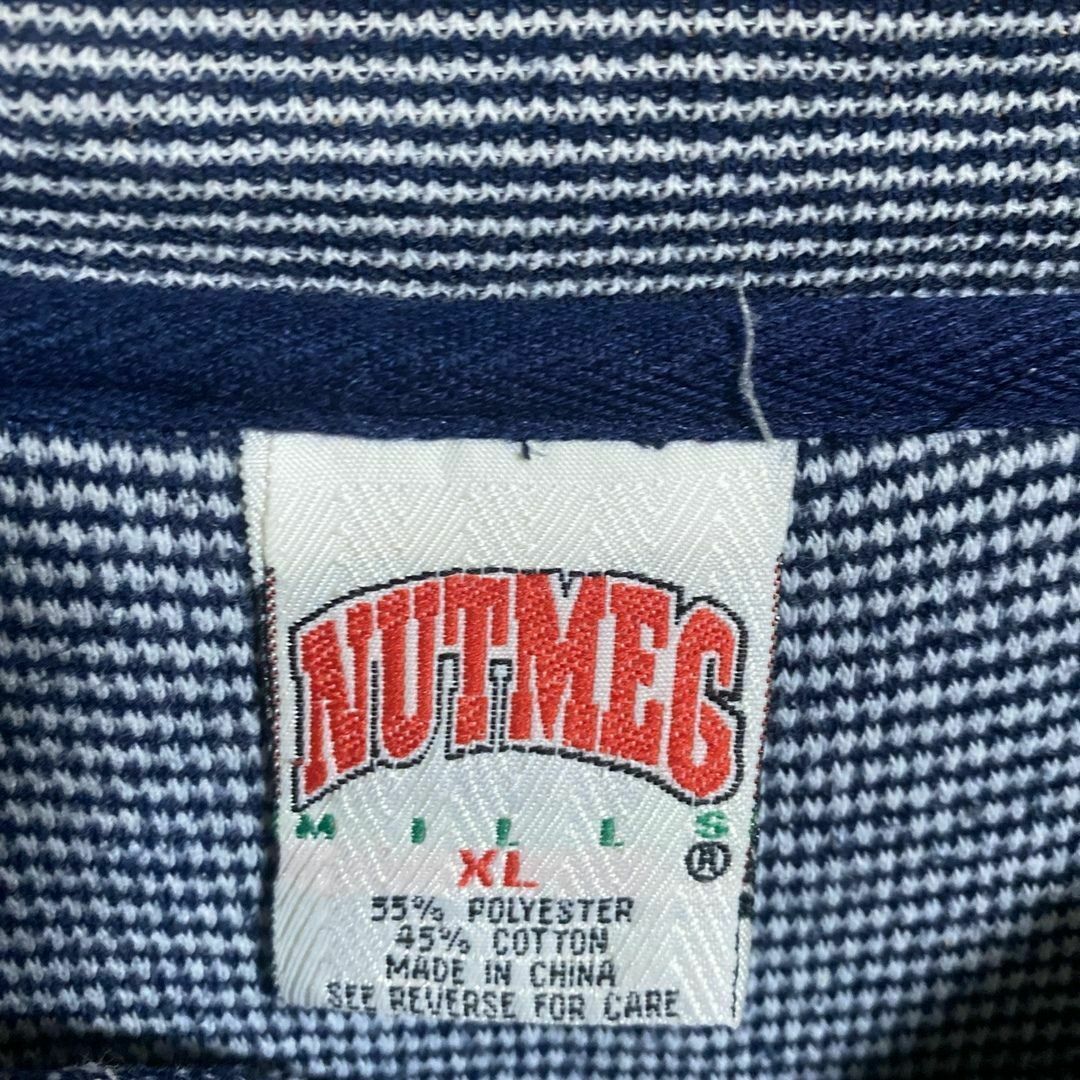 NUTMEG
MILLS
XL ®
55% POLYESTER
45% COTTON
MADE IN CHINA
SEE REVERSE FOR CARE